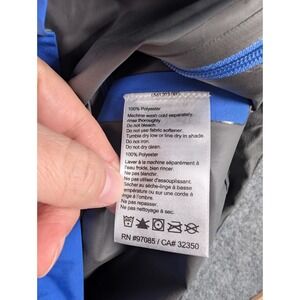 100% Polyester
Machine wash cold separately,
rinse thoroughly.
Do not bleach.
Do not use fabric softener.
Tumble dry low or line dry in shade.
Do not iron.
Do not dry clean.
100% Polyester
Laver à la machine séparément à
l'eau froide, bien rincer.
Ne pas blanchir.
Ne pas utiliser d'assouplissant.
Sécher au sèche-linge à basse
température ou sur une corde à
linge à l'ombre.
Ne pas repasser.
Ne pas nettoyage à sec.
RN #97085 / CA# 32350